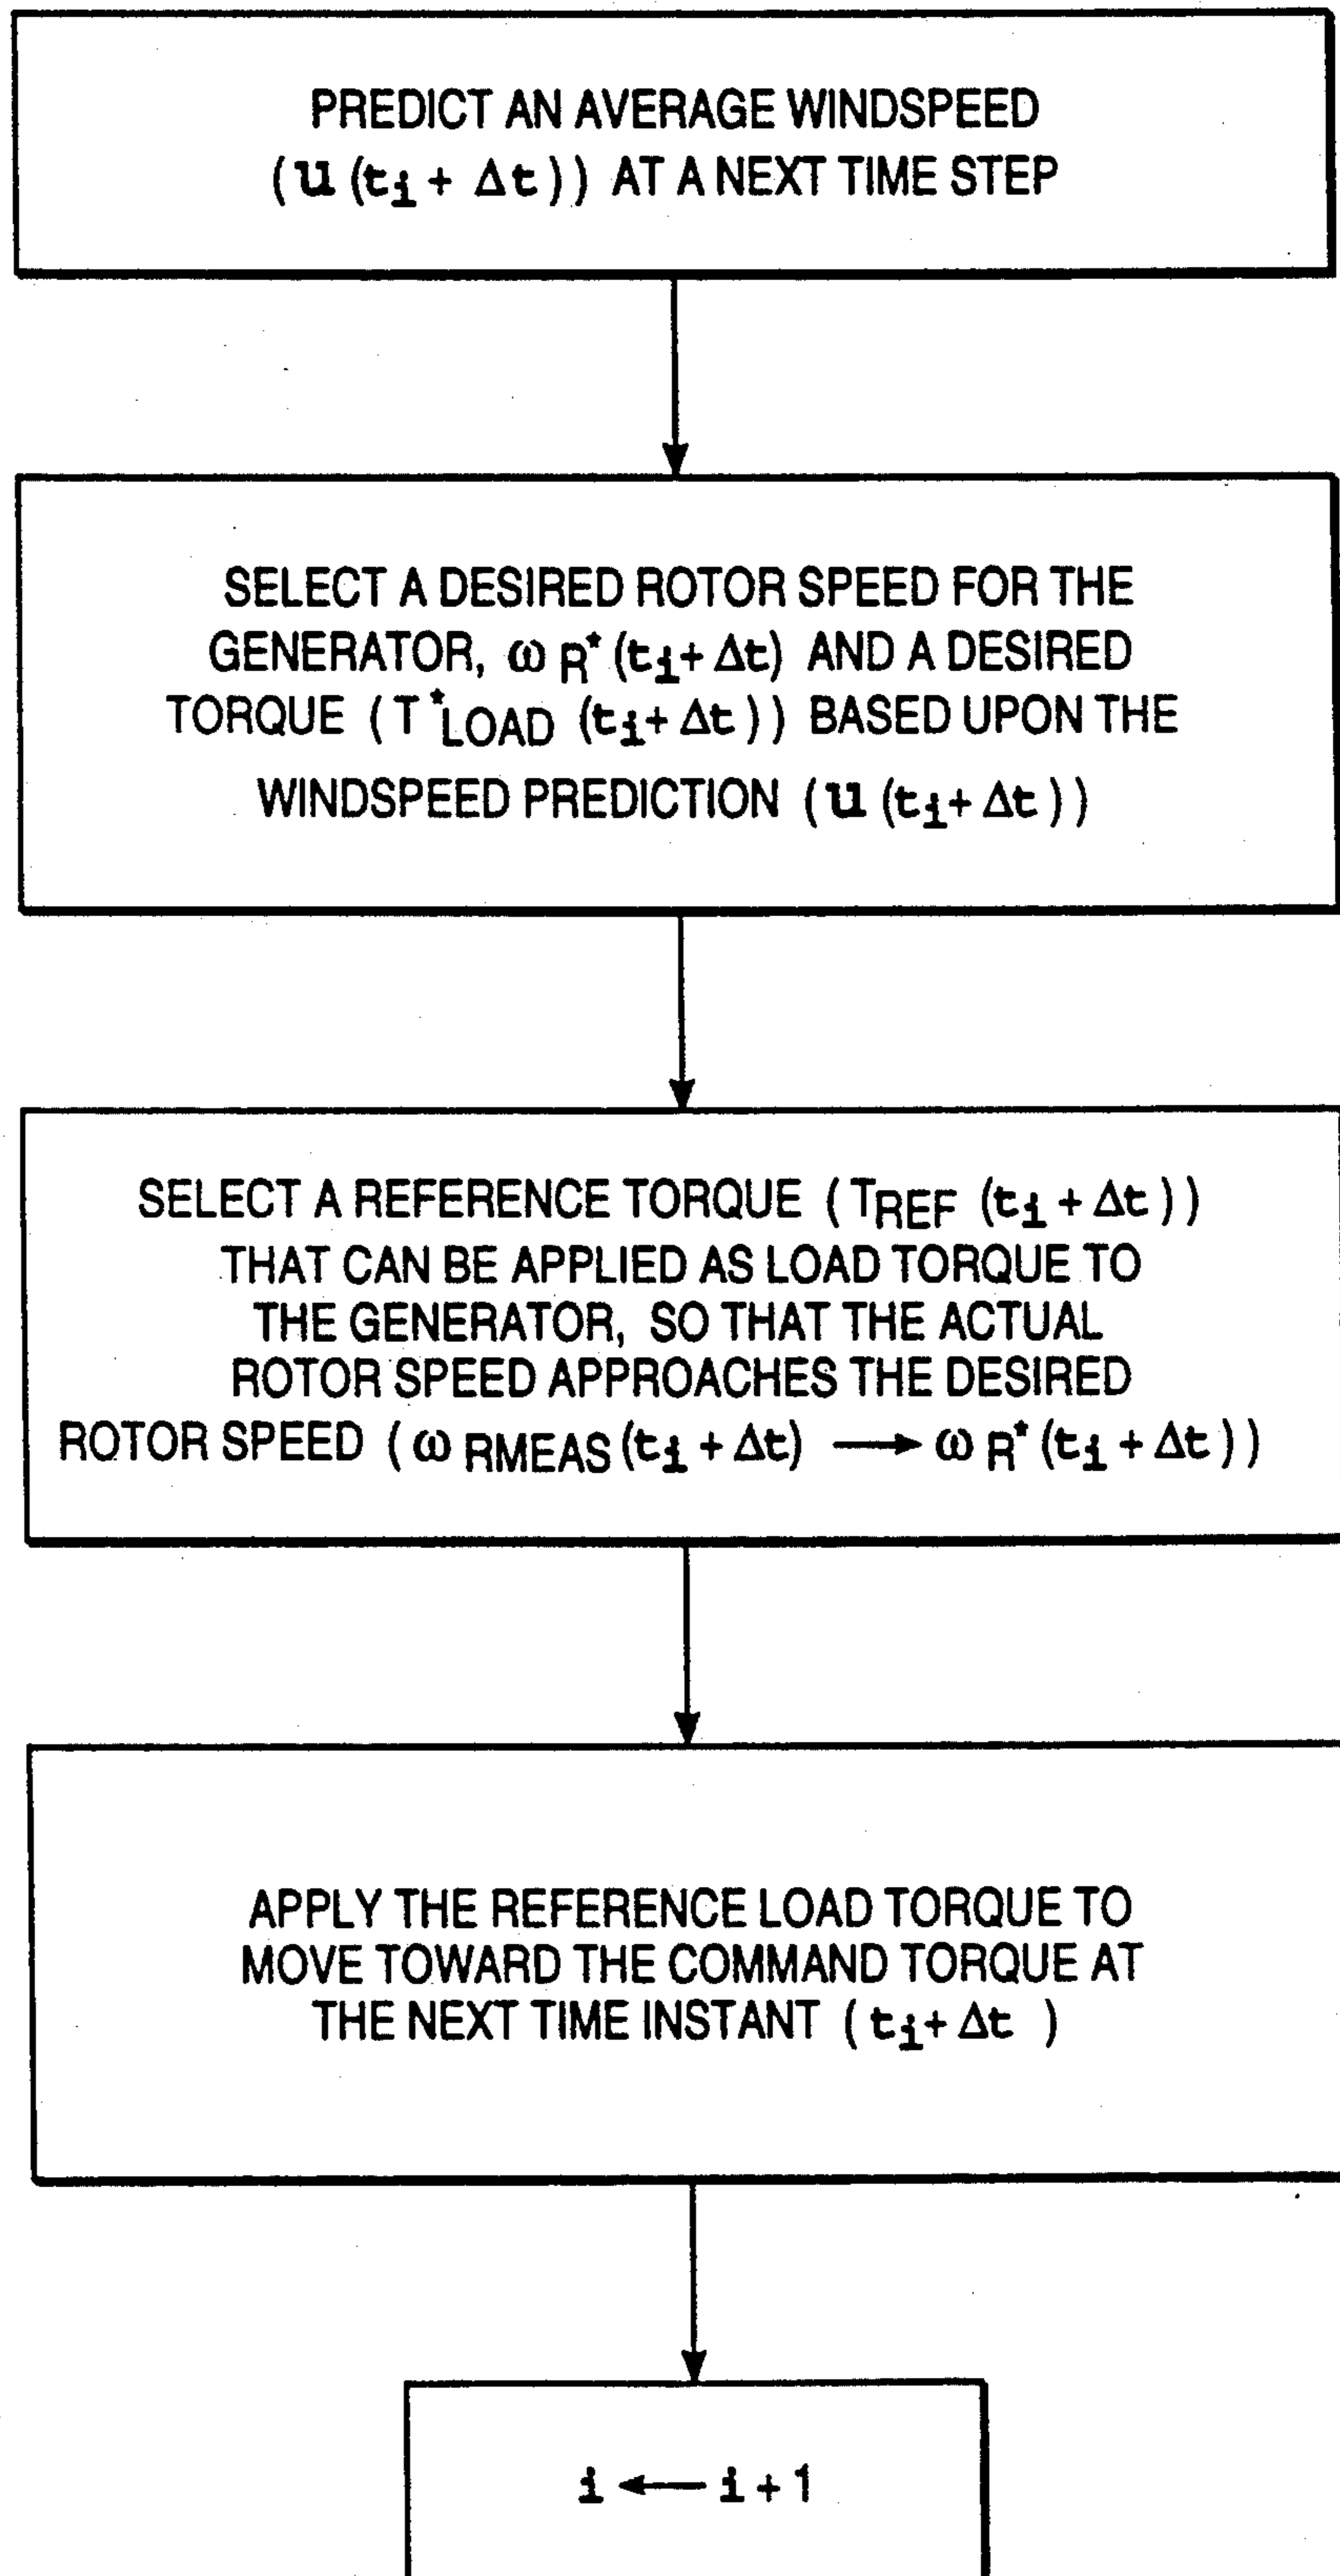 PREDICT AN AVERAGE WINDSPEED
(u (ti + Δt)) AT A NEXT TIME STEP
SELECT A DESIRED ROTOR SPEED FOR THE
GENERATOR, ω R* (ti+ Δt) AND A DESIRED
TORQUE (T*LOAD (ti+ Δt)) BASED UPON THE
WINDSPEED PREDICTION (u (ti+ Δt))
SELECT A REFERENCE TORQUE (TREF (ti + Δt))
THAT CAN BE APPLIED AS LOAD TORQUE TO
THE GENERATOR, SO THAT THE ACTUAL
ROTOR SPEED APPROACHES THE DESIRED
ROTOR SPEED (ω RMEAS (ti + Δt) → ω R* (ti + Δt))
APPLY THE REFERENCE LOAD TORQUE TO
MOVE TOWARD THE COMMAND TORQUE AT
THE NEXT TIME INSTANT (ti+ Δt )
i ← i + 1